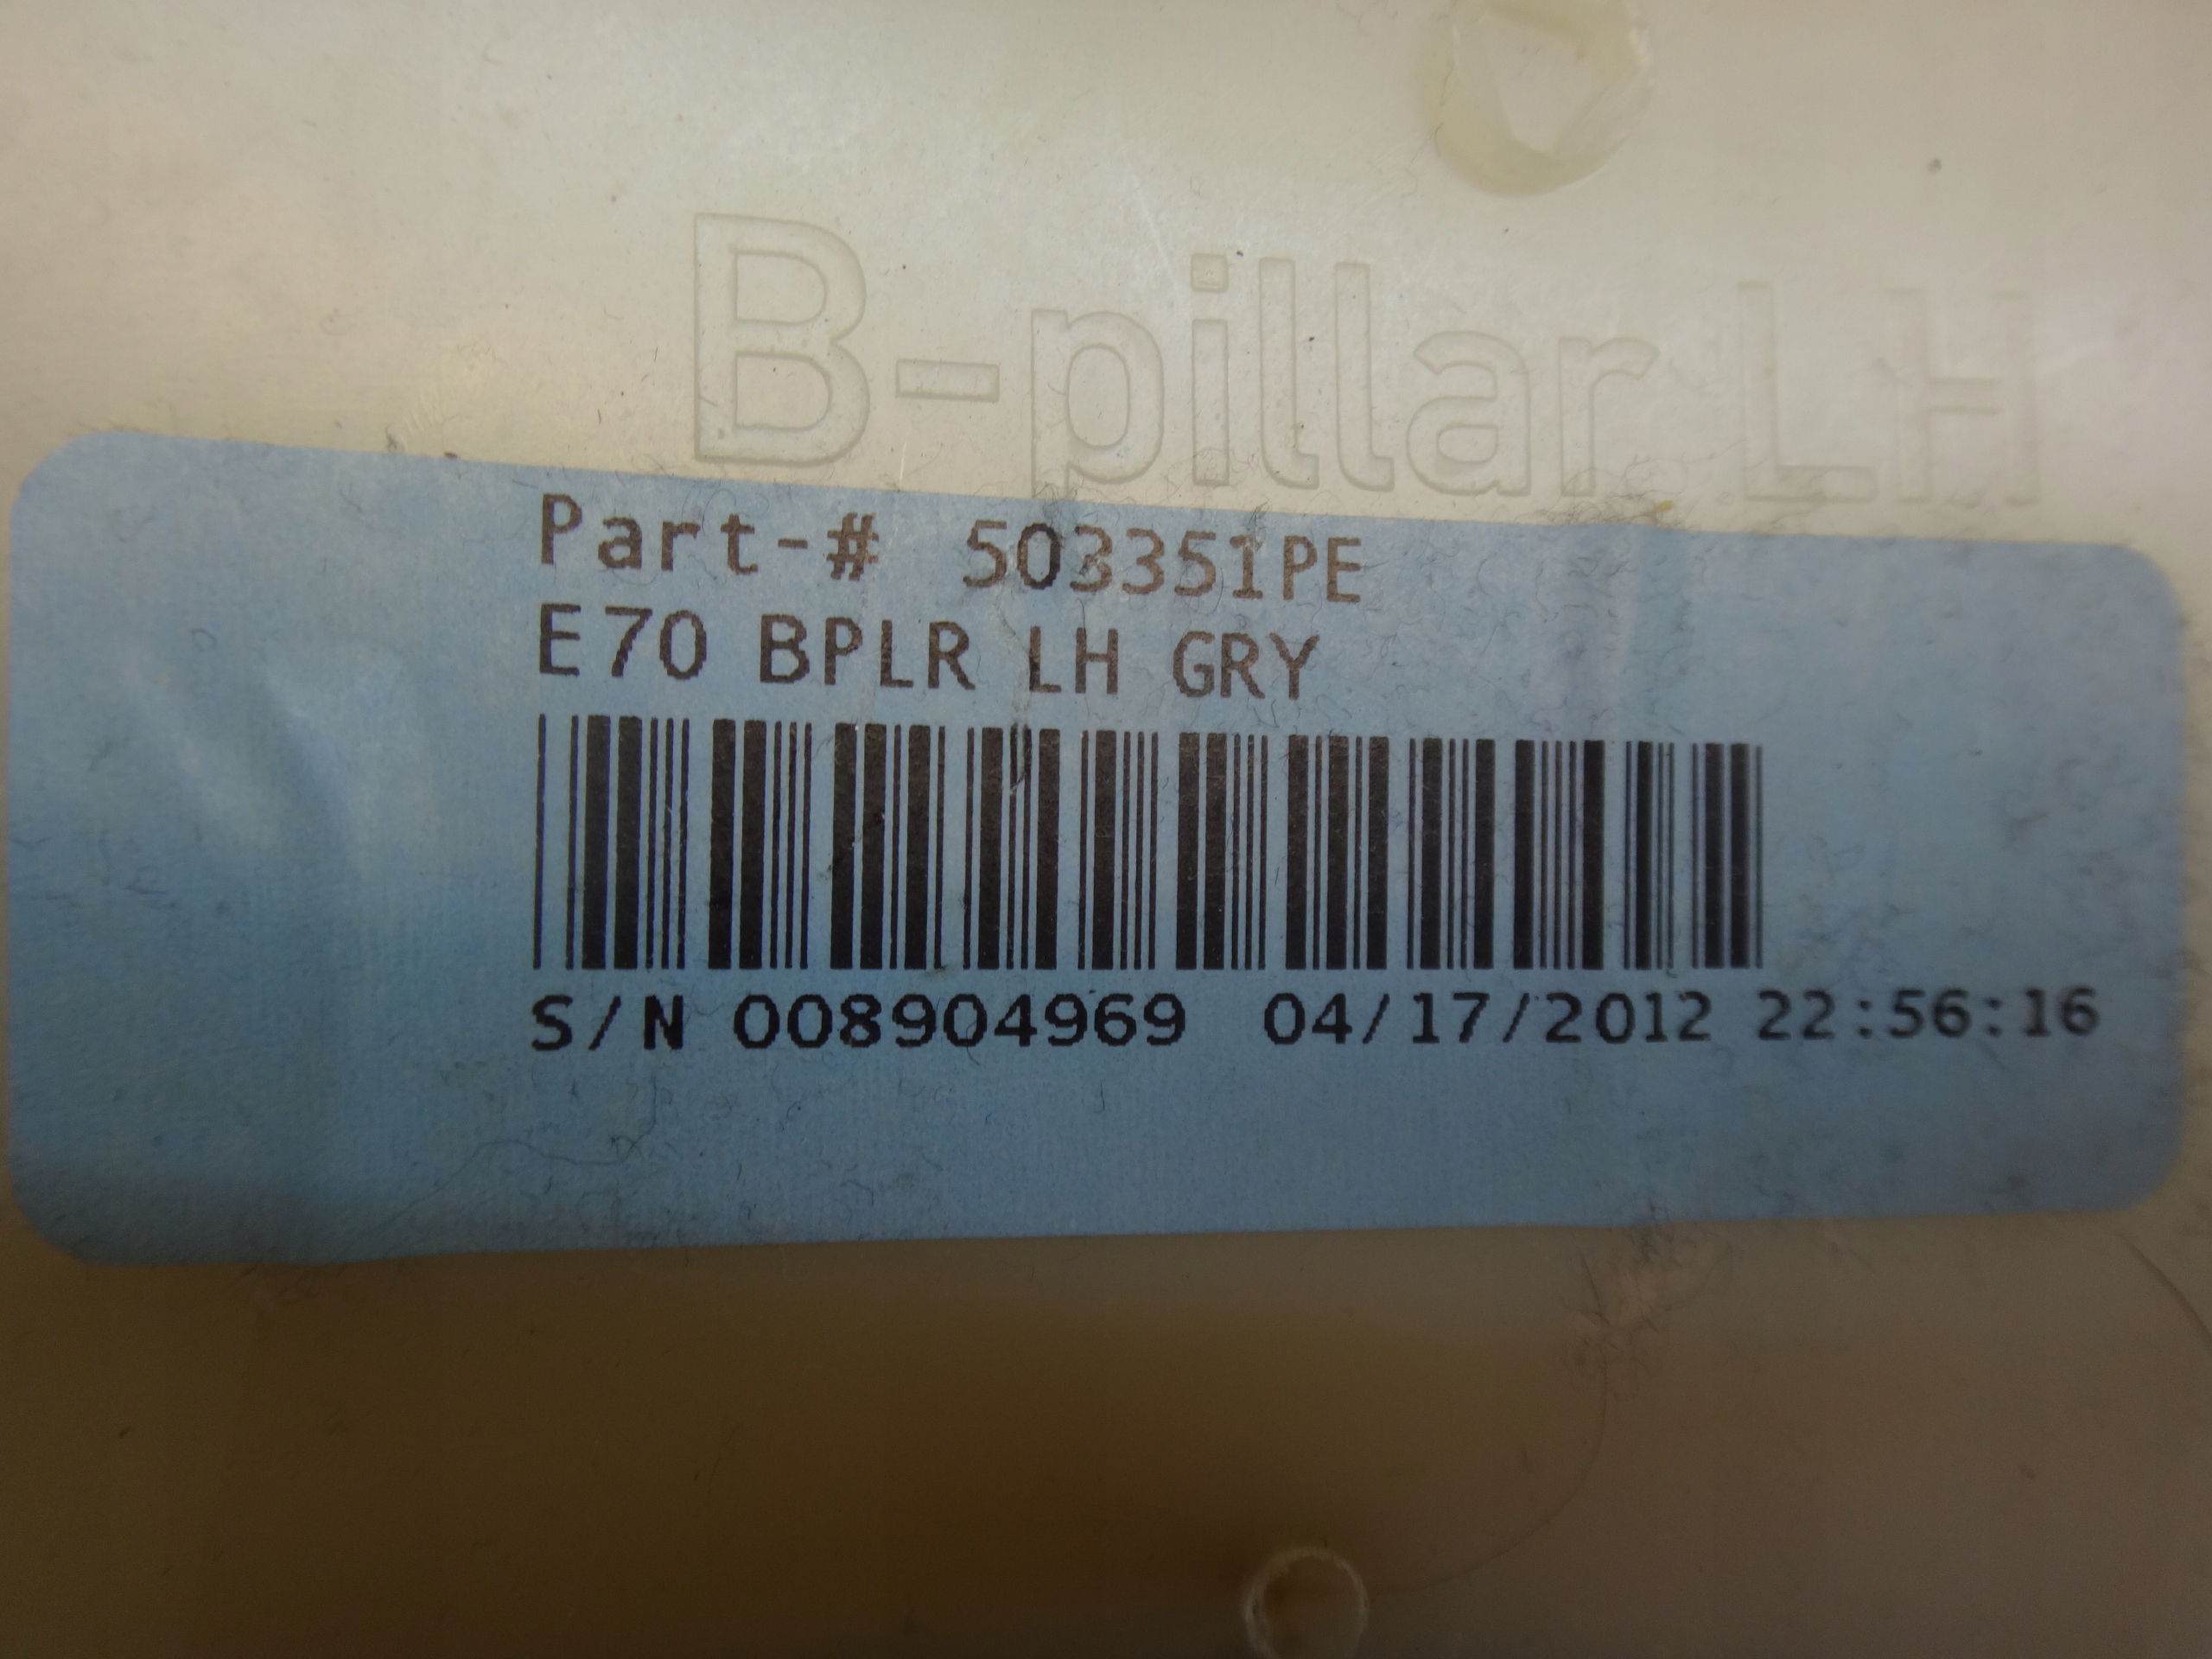 B-pillar LH
Part-# 503351PE
E70 BPLR LH GRY
S/N 008904969 04/17/2012 22:56:16